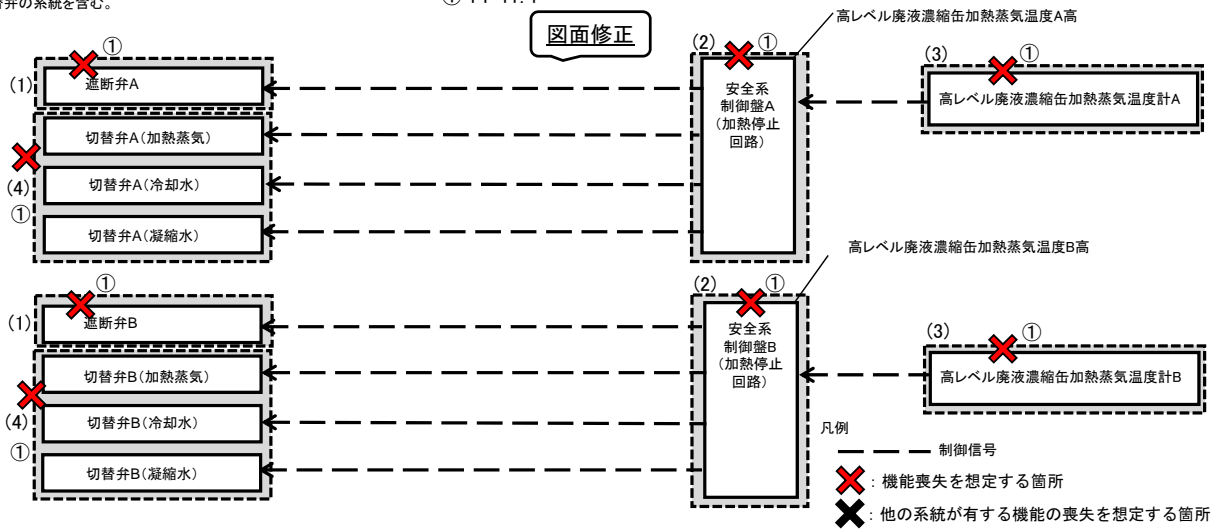 替弁の系統を含む。
図面修正
高レベル廃液濃縮缶加熱蒸気温度A高
(1)
①
遮断弁A
切替弁A(加熱蒸気)
(4)
切替弁A(冷却水)
①
切替弁A(凝縮水)
(2)
①
安全系
制御盤A
(加熱停止
回路)
(3)
①
高レベル廃液濃縮缶加熱蒸気温度計A
高レベル廃液濃縮缶加熱蒸気温度B高
(1)
①
遮断弁B
切替弁B(加熱蒸気)
(4)
切替弁B(冷却水)
①
切替弁B(凝縮水)
(2)
①
安全系
制御盤B
(加熱停止
回路)
(3)
①
高レベル廃液濃縮缶加熱蒸気温度計B
凡例
制御信号
: 機能喪失を想定する箇所
: 他の系統が有する機能の喪失を想定する箇所